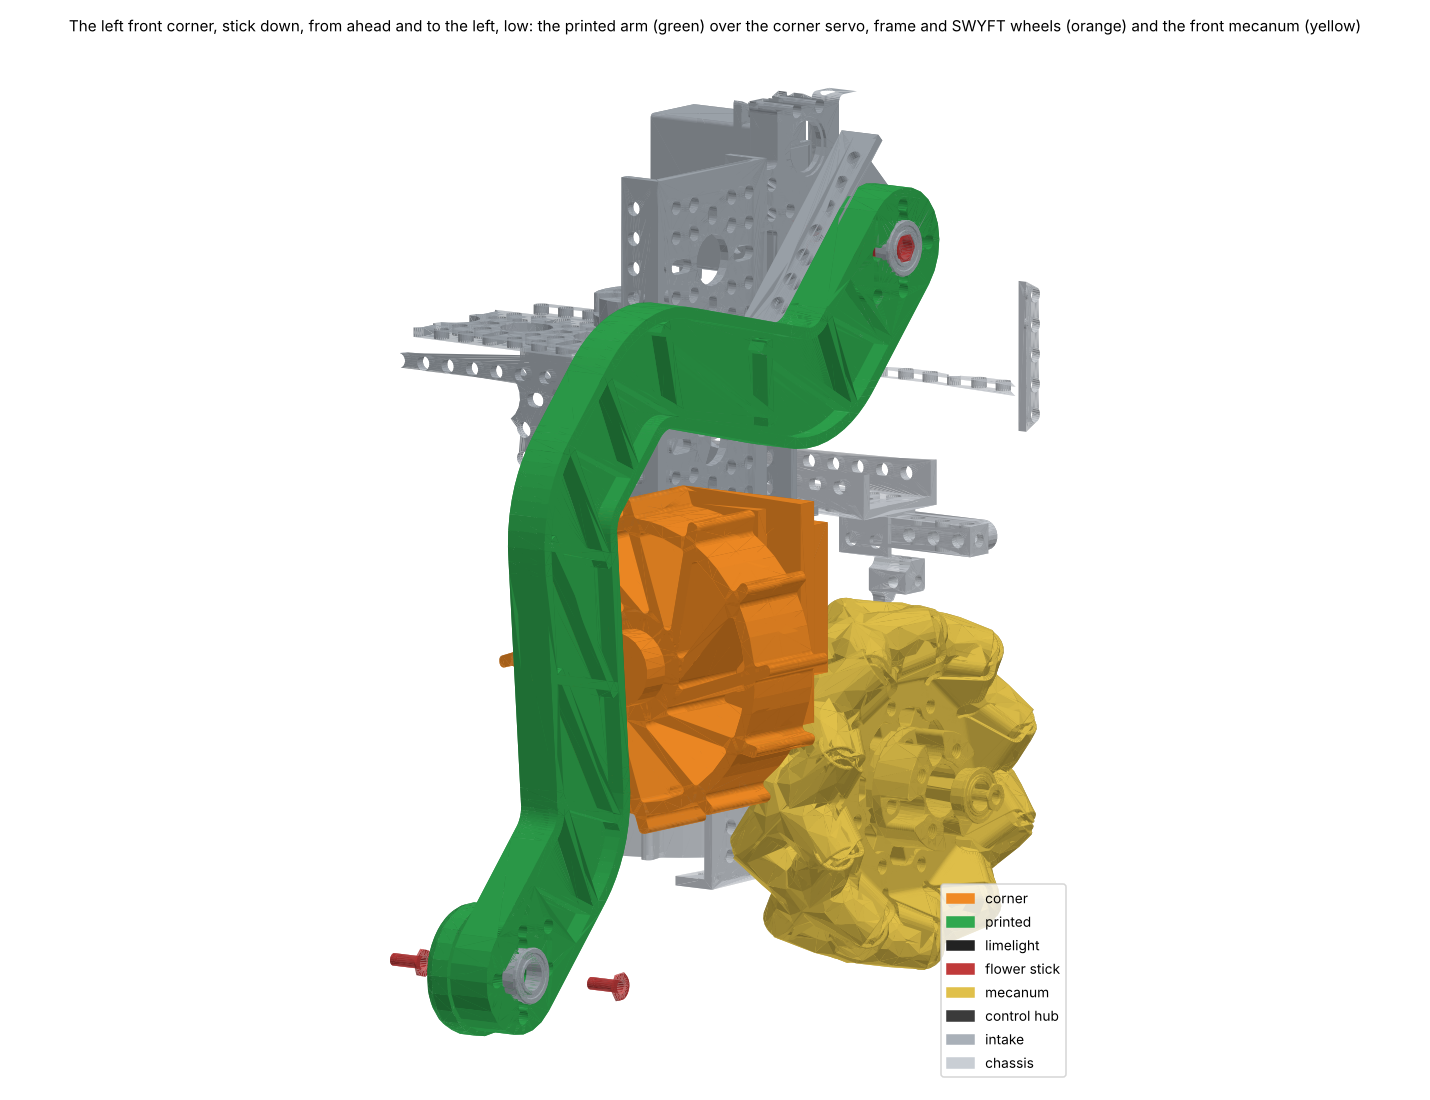 The left front corner, stick down, from ahead and to the left, low: the printed arm (green) over the corner servo, frame and SWYFT wheels (orange) and the front mecanum (yellow)
corner
printed
limelight
flower stick
mecanum
control hub
intake
chassis